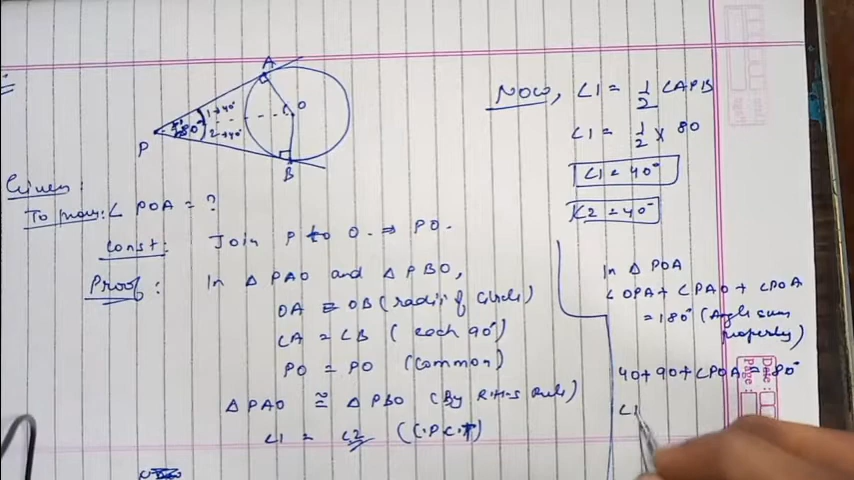 A
O
1→40°
80°
2→40°
P
B
Given:
To prove: ∠ POA = ?
Const: Join P to O. ⇒ PO.
Proof: In △ PAO and △ PBO,
OA = OB (radii of Circle)
∠A = ∠B (each 90°)
PO = PO (Common)
△ PAO ≅ △ PBO (By R.H.S Rule)
∠1 = ∠2 (C.P.C.T)
Now, ∠1 = 1/2 ∠APB
∠1 = 1/2 × 80
∠1 = 40°
∠2 = 40°
In △ POA
∠OPA + ∠PAO + ∠POA
= 180° (Angle sum
property)
40+90+∠POA = 180°
Date:
Page: